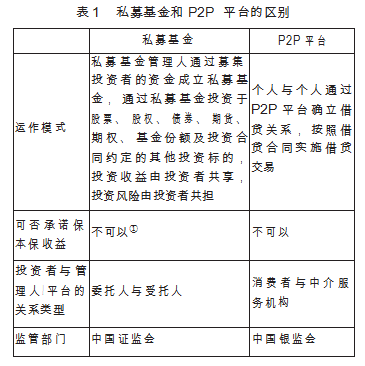 表1 私募基金和 P2P 平台的区别
私募基金
P2P 平台
运作模式
私募基金管理人通过募集
投资者的资金成立私募基
金，通过私募基金投资于
股票、股权、债券、期货、
期权、基金份额及投资合
同约定的其他投资标的，
投资收益由投资者共享，
投资风险由投资者共担
个人与个人通过
P2P 平台确立借
贷关系，按照借
贷合同实施借贷
交易
可否承诺保
本保收益
不可以①
不可以
投资者与管
理人/平台的
关系类型
委托人与受托人
消费者与中介服
务机构
监管部门
中国证监会
中国银监会